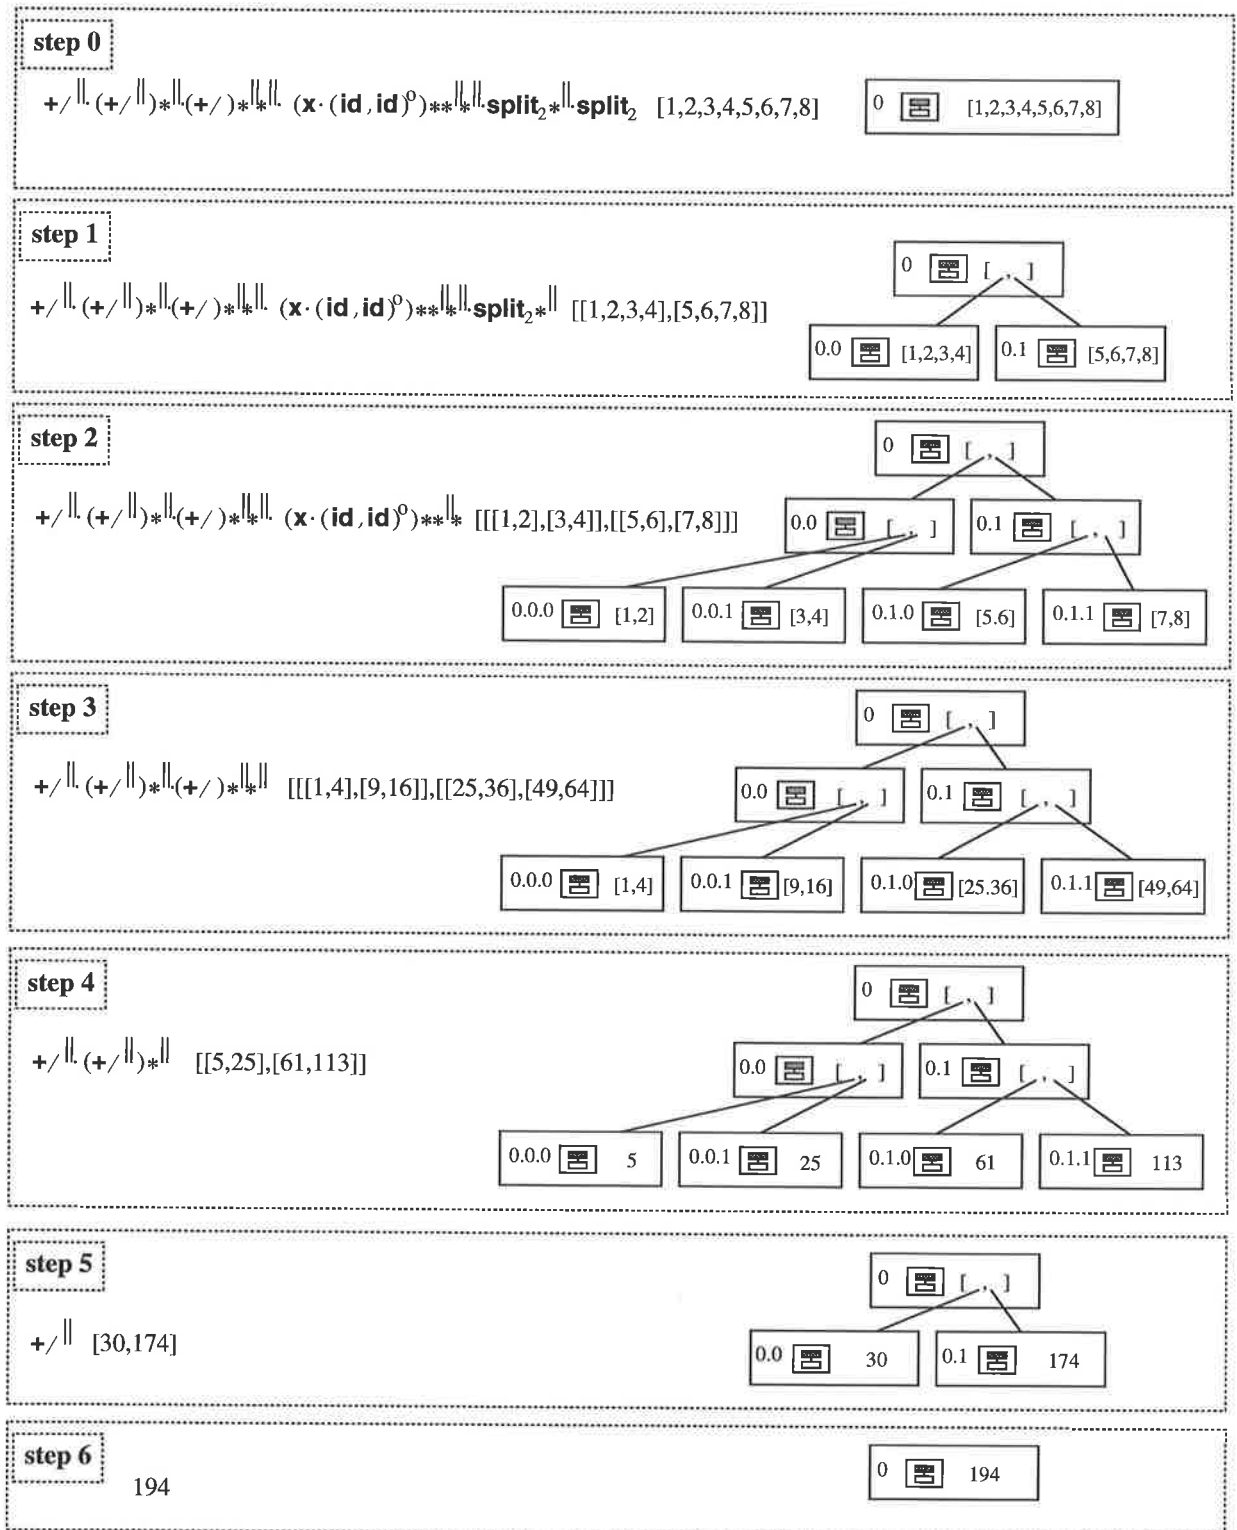 step 0
+/ ||· (+/ ||)*||·(+/ )*||*||· (x·(id ,id)°)**||*||·split₂*||·split₂ [1,2,3,4,5,6,7,8]
0 [1,2,3,4,5,6,7,8]
step 1
0 [ , ]
+/ ||· (+/ ||)*||·(+/ )*||*||· (x·(id ,id)°)**||*||·split₂*|| [[1,2,3,4],[5,6,7,8]]
0.0 [1,2,3,4] 0.1 [5,6,7,8]
step 2
0 [ , ]
+/ ||· (+/ ||)*||·(+/ )*||*||· (x·(id ,id)°)**||* [[[1,2],[3,4]],[[5,6],[7,8]]]
0.0 [ , ] 0.1 [ , ]
0.0.0 [1,2] 0.0.1 [3,4] 0.1.0 [5.6] 0.1.1 [7,8]
step 3
0 [ , ]
+/ ||· (+/ ||)*||·(+/ )*||*|| [[[1,4],[9,16]],[[25,36],[49,64]]]
0.0 [ , ] 0.1 [ , ]
0.0.0 [1,4] 0.0.1 [9,16] 0.1.0 [25.36] 0.1.1 [49,64]
step 4
0 [ , ]
+/ ||· (+/ ||)*|| [[5,25],[61,113]]
0.0 [ , ] 0.1 [ , ]
0.0.0 5 0.0.1 25 0.1.0 61 0.1.1 113
step 5
0 [ , ]
+/ || [30,174]
0.0 30 0.1 174
step 6
194
0 194